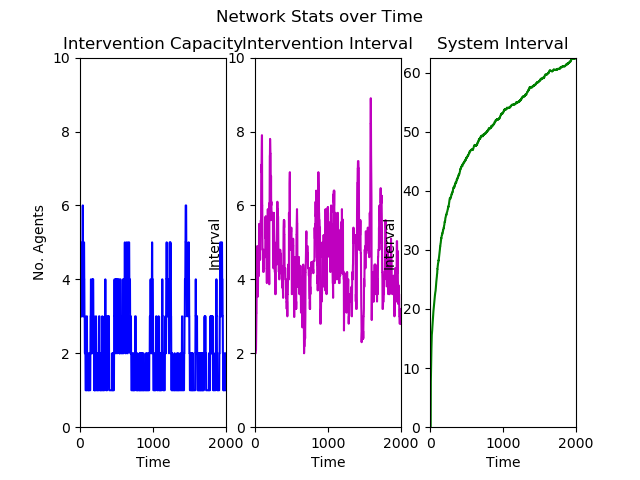 Network Stats over Time
Intervention Capacity Intervention Interval System Interval
10 10
60
8 8
50
6 6
40
No. Agents Interval Interval
30
4 4
20
2 2
10
0 0 0
0 1000 2000 0 1000 2000 0 1000 2000
Time Time Time